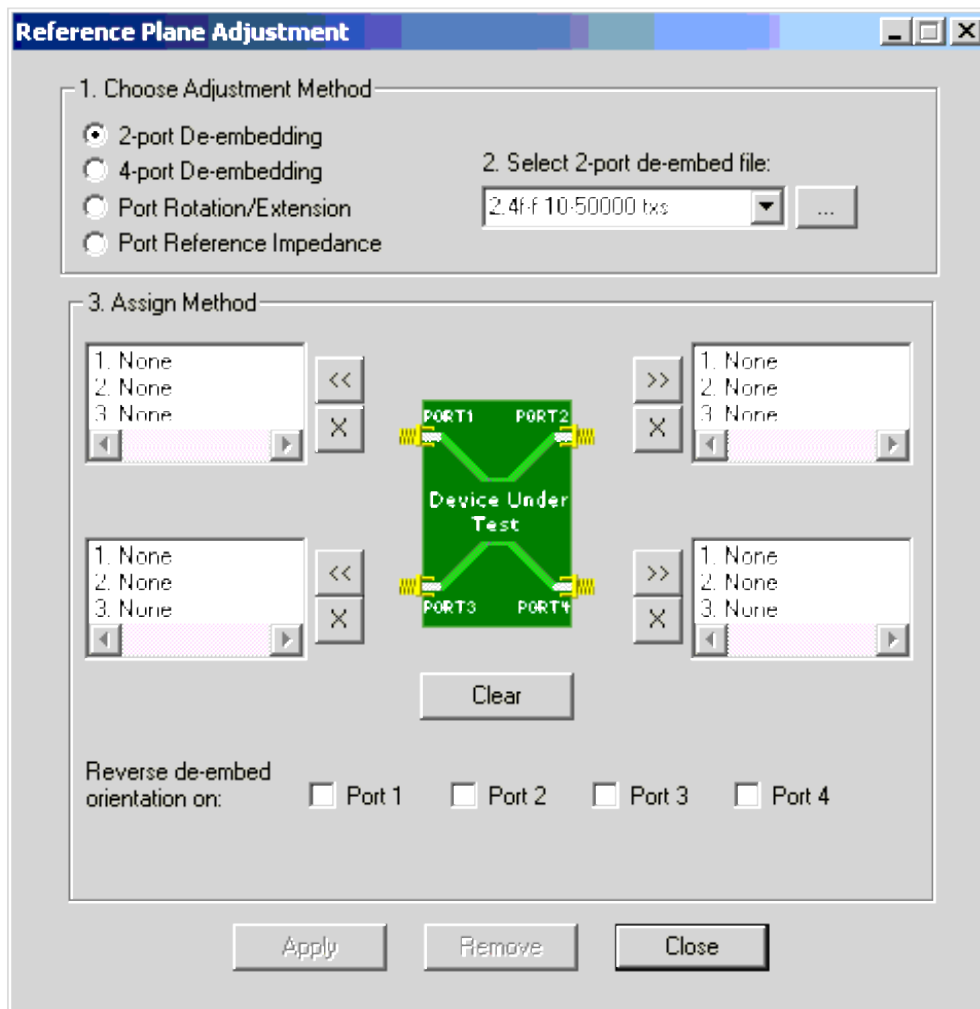 Reference Plane Adjustment
1. Choose Adjustment Method
2-port De-embedding
4-port De-embedding
Port Rotation/Extension
Port Reference Impedance
2. Select 2-port de-embed file:
2.4f-f 10-50000 txs
...
3. Assign Method
1. None
2. None
3. None
<<
X
>>
X
1. None
2. None
3. None
PORT1 PORT2
Device Under
Test
PORT3 PORT4
1. None
2. None
3. None
<<
X
>>
X
1. None
2. None
3. None
Clear
Reverse de-embed
orientation on:
Port 1 Port 2 Port 3 Port 4
Apply Remove Close